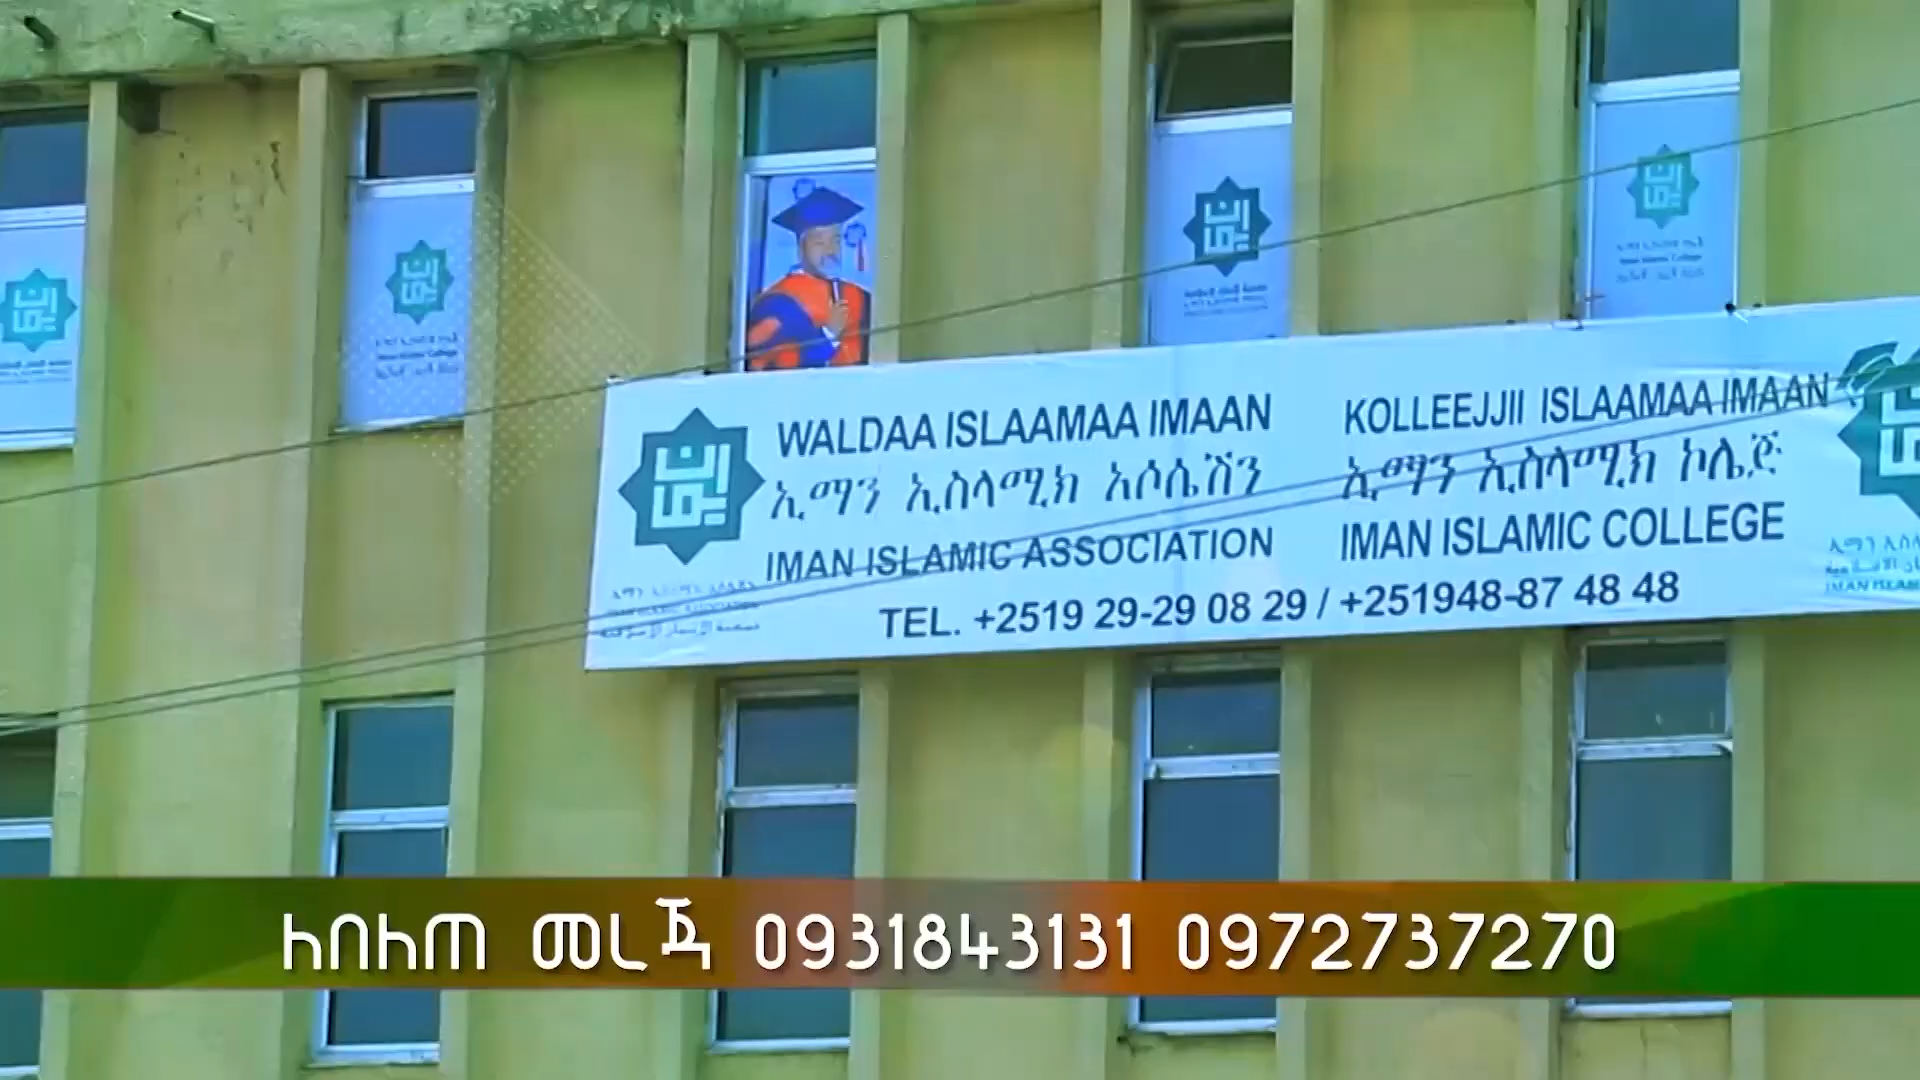 WALDAA ISLAAMAA IMAAN
ኢማን ኢስላሚክ አሶሴሽን
IMAN ISLAMIC ASSOCIATION
KOLLEEJJII ISLAAMAA IMAAN
ኢማን ኢስላሚክ ኮሌጅ
IMAN ISLAMIC COLLEGE
TEL. +2519 29-29 08 29 / +251948-87 48 48
ለበለጠ መረጃ 0931843131 0972737270